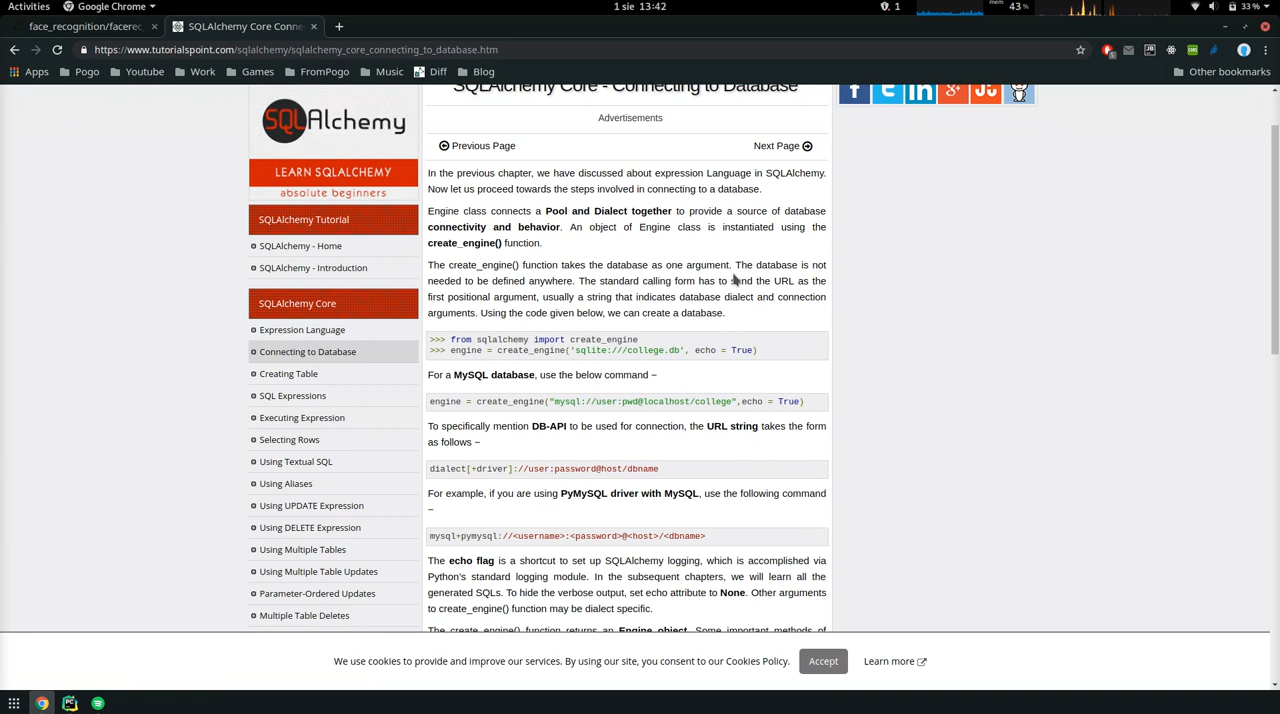 Activities Google Chrome 1 sie 13:42 1 mem 43 % 33 %
face_recognition/facerec SQLAlchemy Core Conne
https://www.tutorialspoint.com/sqlalchemy/sqlalchemy_core_connecting_to_database.htm
Apps Pogo Youtube Work Games FromPogo Music Diff Blog Other bookmarks
SQLAlchemy
LEARN SQLALCHEMY
absolute beginners
SQLAlchemy Tutorial
SQLAlchemy - Home
SQLAlchemy - Introduction
SQLAlchemy Core
Expression Language
Connecting to Database
Creating Table
SQL Expressions
Executing Expression
Selecting Rows
Using Textual SQL
Using Aliases
Using UPDATE Expression
Using DELETE Expression
Using Multiple Tables
Using Multiple Table Updates
Parameter-Ordered Updates
Multiple Table Deletes
SQLAlchemy Core - Connecting to Database
Advertisements
Previous Page Next Page
In the previous chapter, we have discussed about expression Language in SQLAlchemy.
Now let us proceed towards the steps involved in connecting to a database.
Engine class connects a Pool and Dialect together to provide a source of database
connectivity and behavior. An object of Engine class is instantiated using the
create_engine() function.
The create_engine() function takes the database as one argument. The database is not
needed to be defined anywhere. The standard calling form has to send the URL as the
first positional argument, usually a string that indicates database dialect and connection
arguments. Using the code given below, we can create a database.
>>> from sqlalchemy import create_engine
>>> engine = create_engine('sqlite:///college.db', echo = True)
For a MySQL database, use the below command −
engine = create_engine("mysql://user:pwd@localhost/college",echo = True)
To specifically mention DB-API to be used for connection, the URL string takes the form
as follows −
dialect[+driver]://user:password@host/dbname
For example, if you are using PyMySQL driver with MySQL, use the following command
−
mysql+pymysql://<username>:<password>@<host>/<dbname>
The echo flag is a shortcut to set up SQLAlchemy logging, which is accomplished via
Python's standard logging module. In the subsequent chapters, we will learn all the
generated SQLs. To hide the verbose output, set echo attribute to None. Other arguments
to create_engine() function may be dialect specific.
The create_engine() function returns an Engine object. Some important methods of
We use cookies to provide and improve our services. By using our site, you consent to our Cookies Policy. Accept Learn more